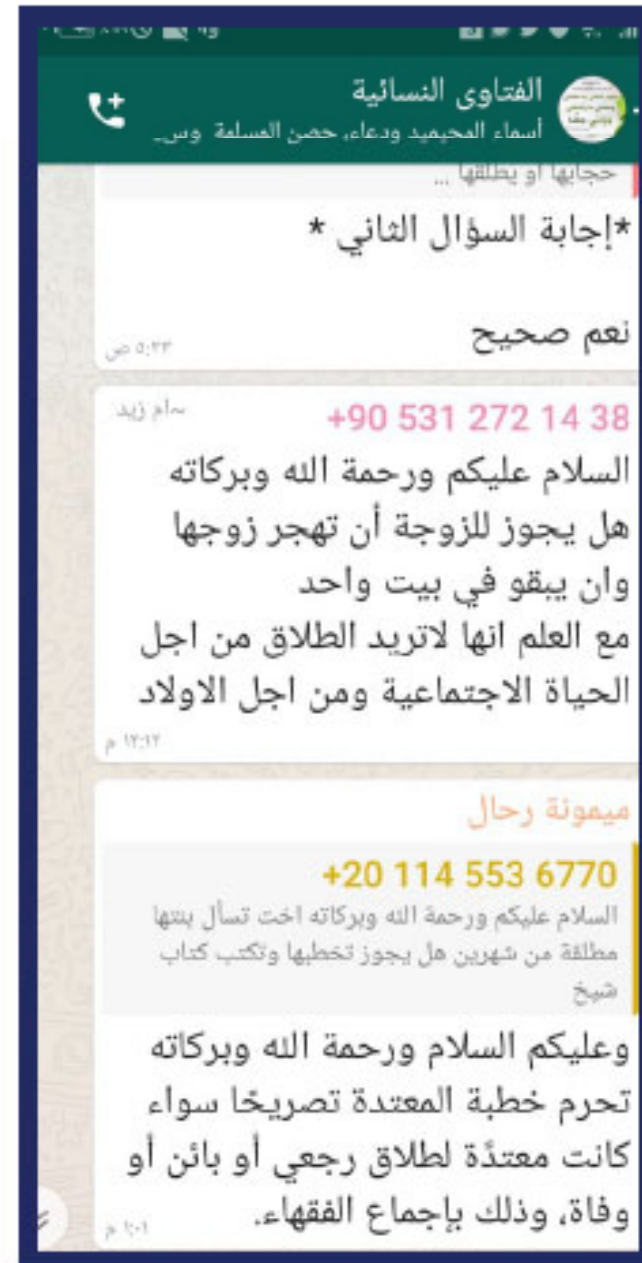 الفتاوى النسائية
أسماء المحيميد ودعاء، حصن المسلمة وس..
حجابها او يطلقها ...
*إجابة السؤال الثاني *
نعم صحيح
٥:٢٣ ص
+90 531 272 14 38
~ام زيد
السلام عليكم ورحمة الله وبركاته
هل يجوز للزوجة أن تهجر زوجها
وان يبقو في بيت واحد
مع العلم انها لاتريد الطلاق من اجل
الحياة الاجتماعية ومن اجل الاولاد
١٢:١٢ م
ميمونة رحال
+20 114 553 6770
السلام عليكم ورحمة الله وبركاته اخت تسأل بنتها
مطلقة من شهرين هل يجوز تخطبها وتكتب كتاب
شيخ
وعليكم السلام ورحمة الله وبركاته
تحرم خطبة المعتدة تصريحًا سواء
كانت معتدَّة لطلاق رجعي أو بائن أو
وفاة، وذلك بإجماع الفقهاء.
١:٠١ م